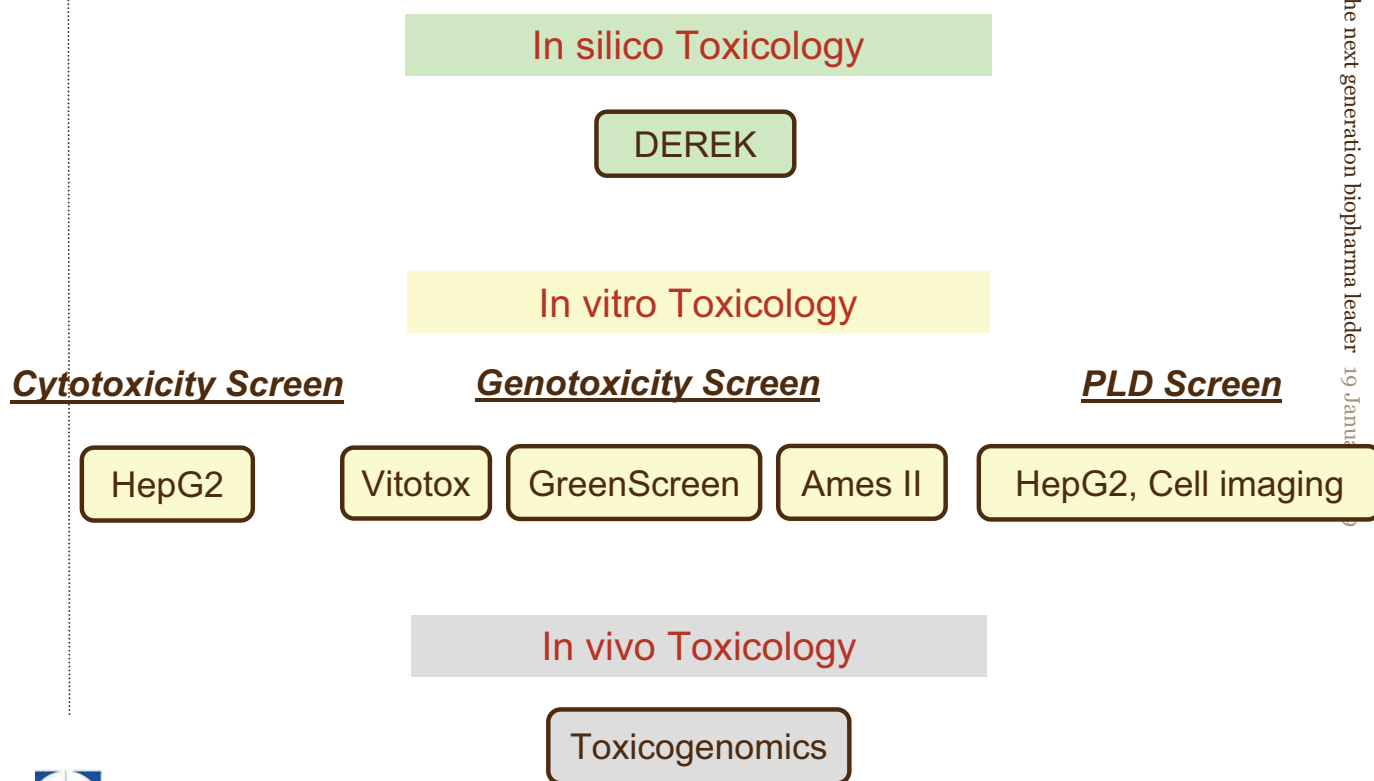 In silico Toxicology
DEREK
In vitro Toxicology
Cytotoxicity Screen
Genotoxicity Screen
PLD Screen
HepG2
Vitotox
GreenScreen
Ames II
HepG2, Cell imaging
In vivo Toxicology
Toxicogenomics
next generation biopharma leader 19